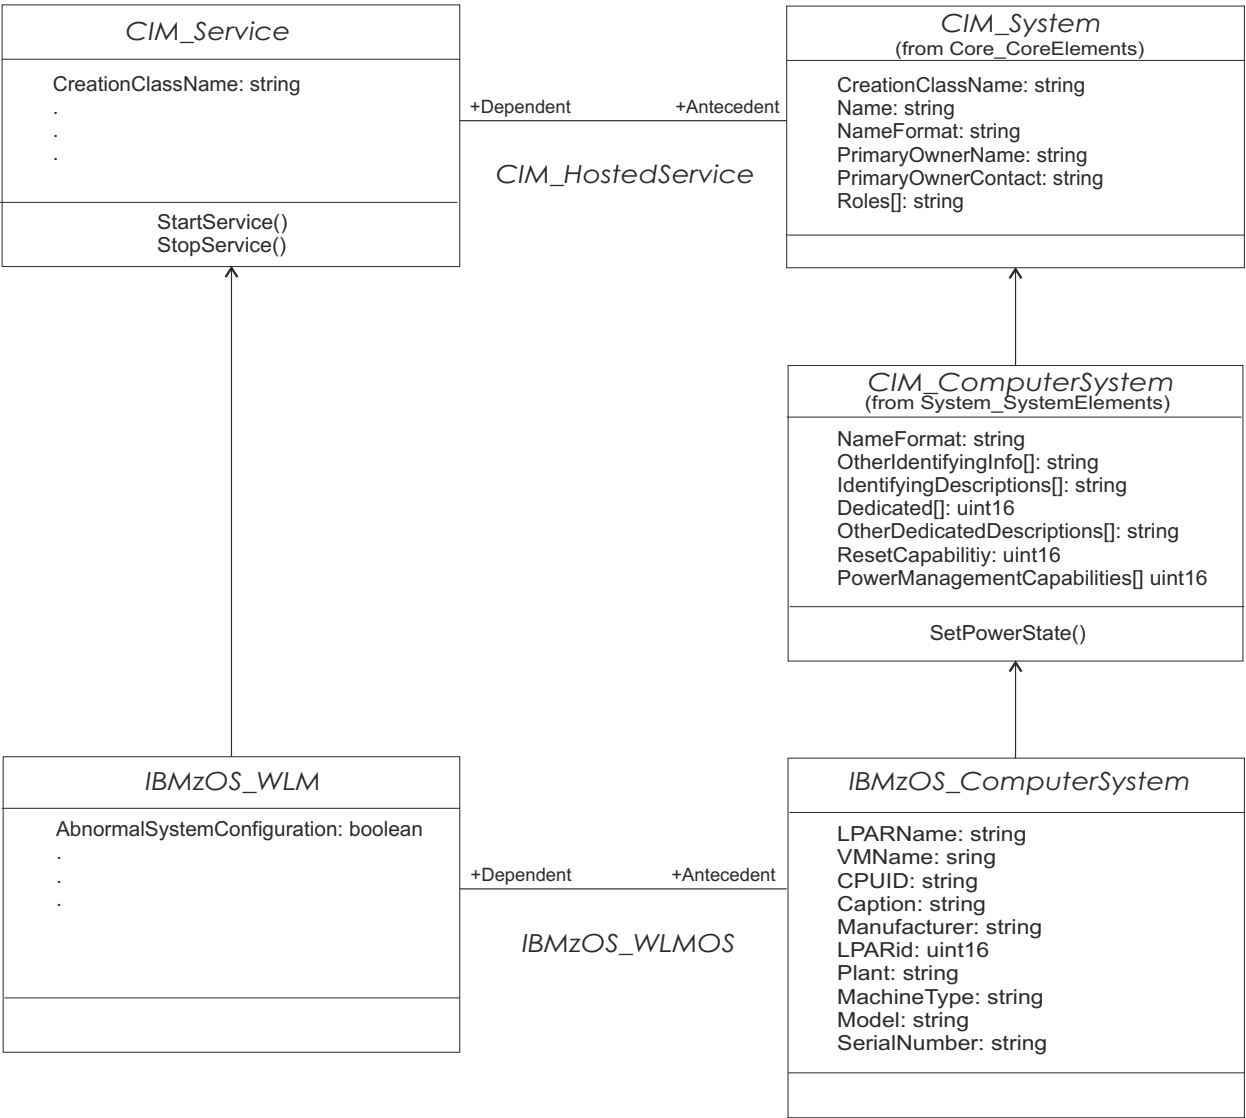 CIM_Service
CreationClassName: string
.
.
.
StartService()
StopService()
+Dependent
+Antecedent
CIM_HostedService
CIM_System
(from Core_CoreElements)
CreationClassName: string
Name: string
NameFormat: string
PrimaryOwnerName: string
PrimaryOwnerContact: string
Roles[]: string
CIM_ComputerSystem
(from System_SystemElements)
NameFormat: string
OtherIdentifyingInfo[]: string
IdentifyingDescriptions[]: string
Dedicated[]: uint16
OtherDedicatedDescriptions[]: string
ResetCapabilitiy: uint16
PowerManagementCapabilities[] uint16
SetPowerState()
IBMzOS_WLM
AbnormalSystemConfiguration: boolean
.
.
.
+Dependent
+Antecedent
IBMzOS_WLMOS
IBMzOS_ComputerSystem
LPARName: string
VMName: sring
CPUID: string
Caption: string
Manufacturer: string
LPARid: uint16
Plant: string
MachineType: string
Model: string
SerialNumber: string